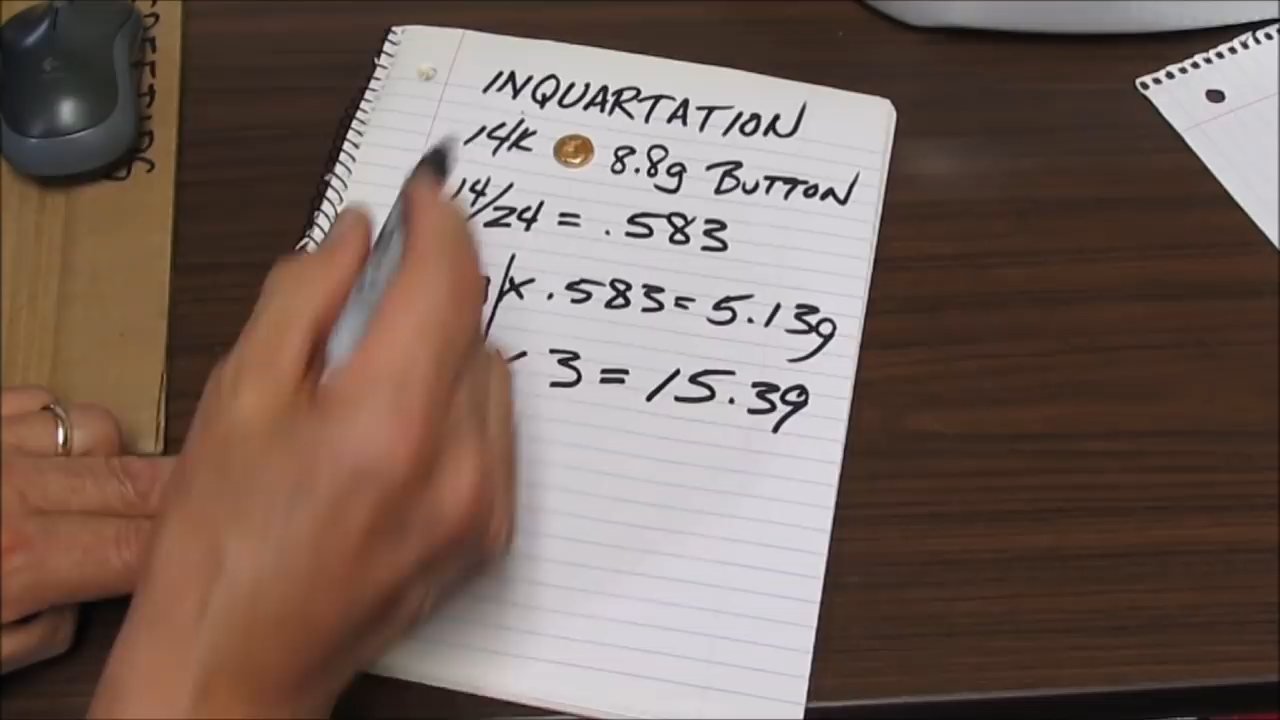 INQUARTATION
14K 8.8g BUTTON
14/24 = .583
x .583 = 5.13g
x 3 = 15.39